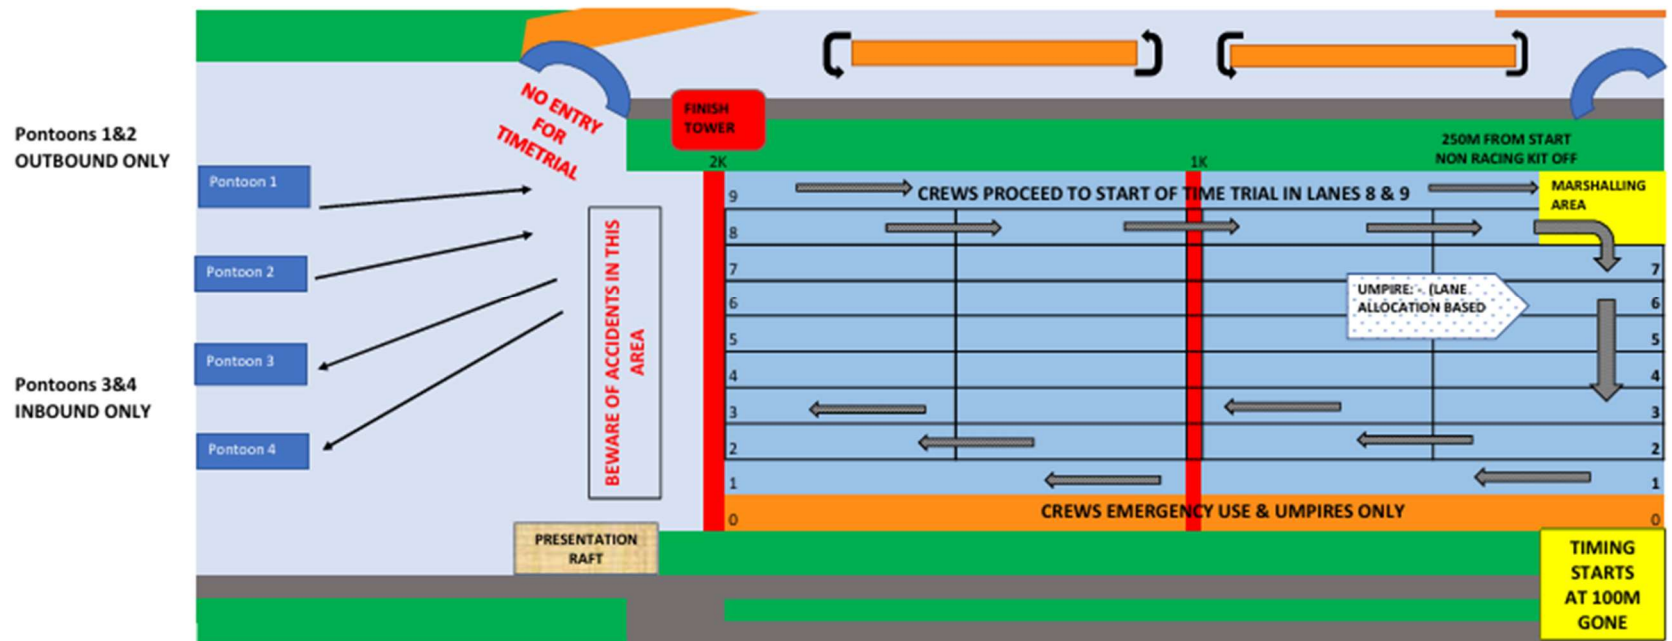 Pontoons 1&2
OUTBOUND ONLY
Pontoons 3&4
INBOUND ONLY
Pontoon 1
Pontoon 2
Pontoon 3
Pontoon 4
NO ENTRY
FOR
TIMETRIAL
BEWARE OF ACCIDENTS IN THIS
AREA
PRESENTATION
RAFT
FINISH
TOWER
2K
1K
250M FROM START
NON RACING KIT OFF
9
CREWS PROCEED TO START OF TIME TRIAL IN LANES 8 & 9
MARSHALLING
AREA
8
7
7
6
6
UMPIRE: - (LANE
ALLOCATION BASED
5
5
4
4
3
3
2
2
1
1
0
CREWS EMERGENCY USE & UMPIRES ONLY
0
TIMING
STARTS
AT 100M
GONE